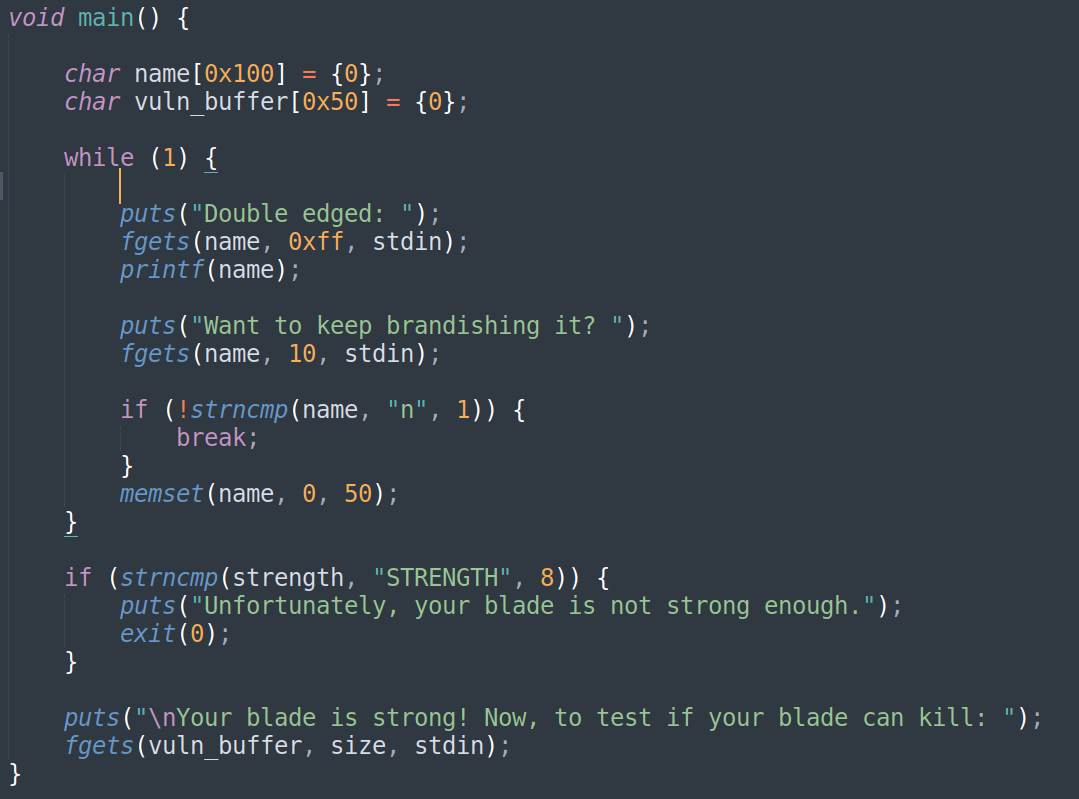 void main() {
char name[0x100] = {0};
char vuln_buffer[0x50] = {0};
while (1) {
puts("Double edged: ");
fgets(name, 0xff, stdin);
printf(name);
puts("Want to keep brandishing it? ");
fgets(name, 10, stdin);
if (!strncmp(name, "n", 1)) {
break;
}
memset(name, 0, 50);
}
if (strncmp(strength, "STRENGTH", 8)) {
puts("Unfortunately, your blade is not strong enough.");
exit(0);
}
puts("\nYour blade is strong! Now, to test if your blade can kill: ");
fgets(vuln_buffer, size, stdin);
}